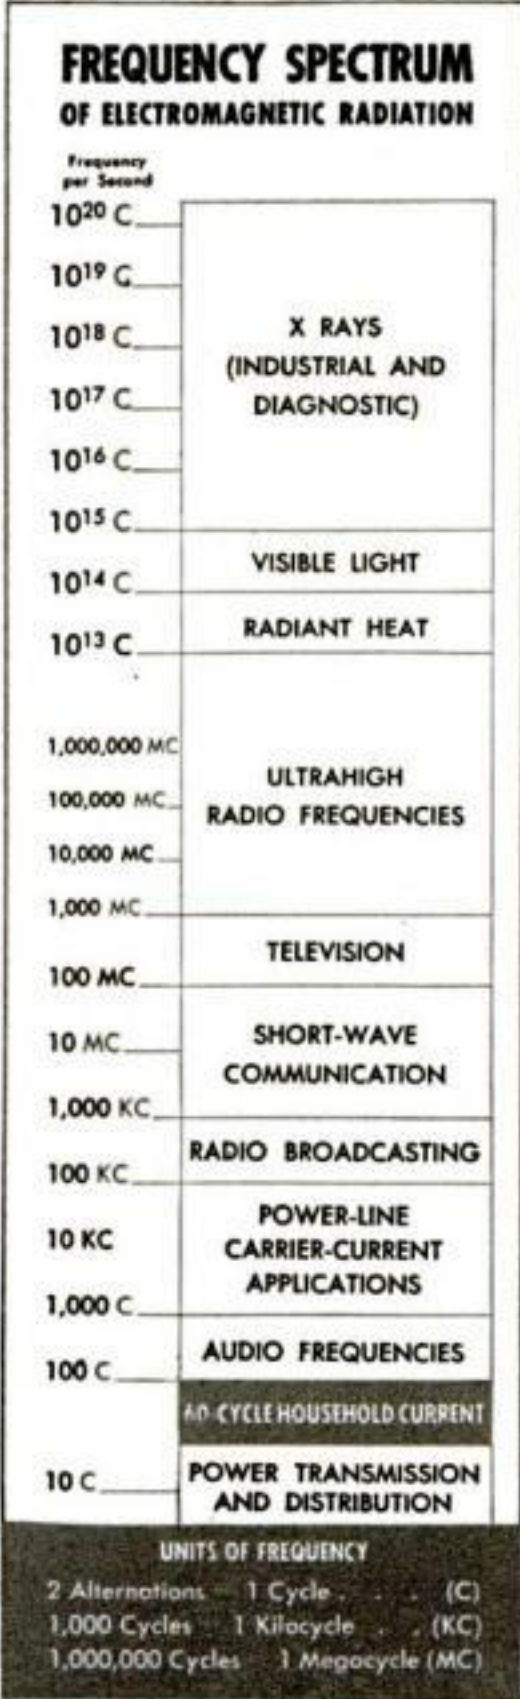 FREQUENCY SPECTRUM
OF ELECTROMAGNETIC RADIATION
Frequency
per Second
10²⁰ C
10¹⁹ C
10¹⁸ C
10¹⁷ C
10¹⁶ C
10¹⁵ C
10¹⁴ C
10¹³ C
1,000,000 MC
100,000 MC
10,000 MC
1,000 MC
100 MC
10 MC
1,000 KC
100 KC
10 KC
1,000 C
100 C
10 C
X RAYS
(INDUSTRIAL AND
DIAGNOSTIC)
VISIBLE LIGHT
RADIANT HEAT
ULTRAHIGH
RADIO FREQUENCIES
TELEVISION
SHORT-WAVE
COMMUNICATION
RADIO BROADCASTING
POWER-LINE
CARRIER-CURRENT
APPLICATIONS
AUDIO FREQUENCIES
60-CYCLE HOUSEHOLD CURRENT
POWER TRANSMISSION
AND DISTRIBUTION
UNITS OF FREQUENCY
2 Alternations 1 Cycle . . . (C)
1,000 Cycles 1 Kilocycle . . (KC)
1,000,000 Cycles 1 Megacycle (MC)